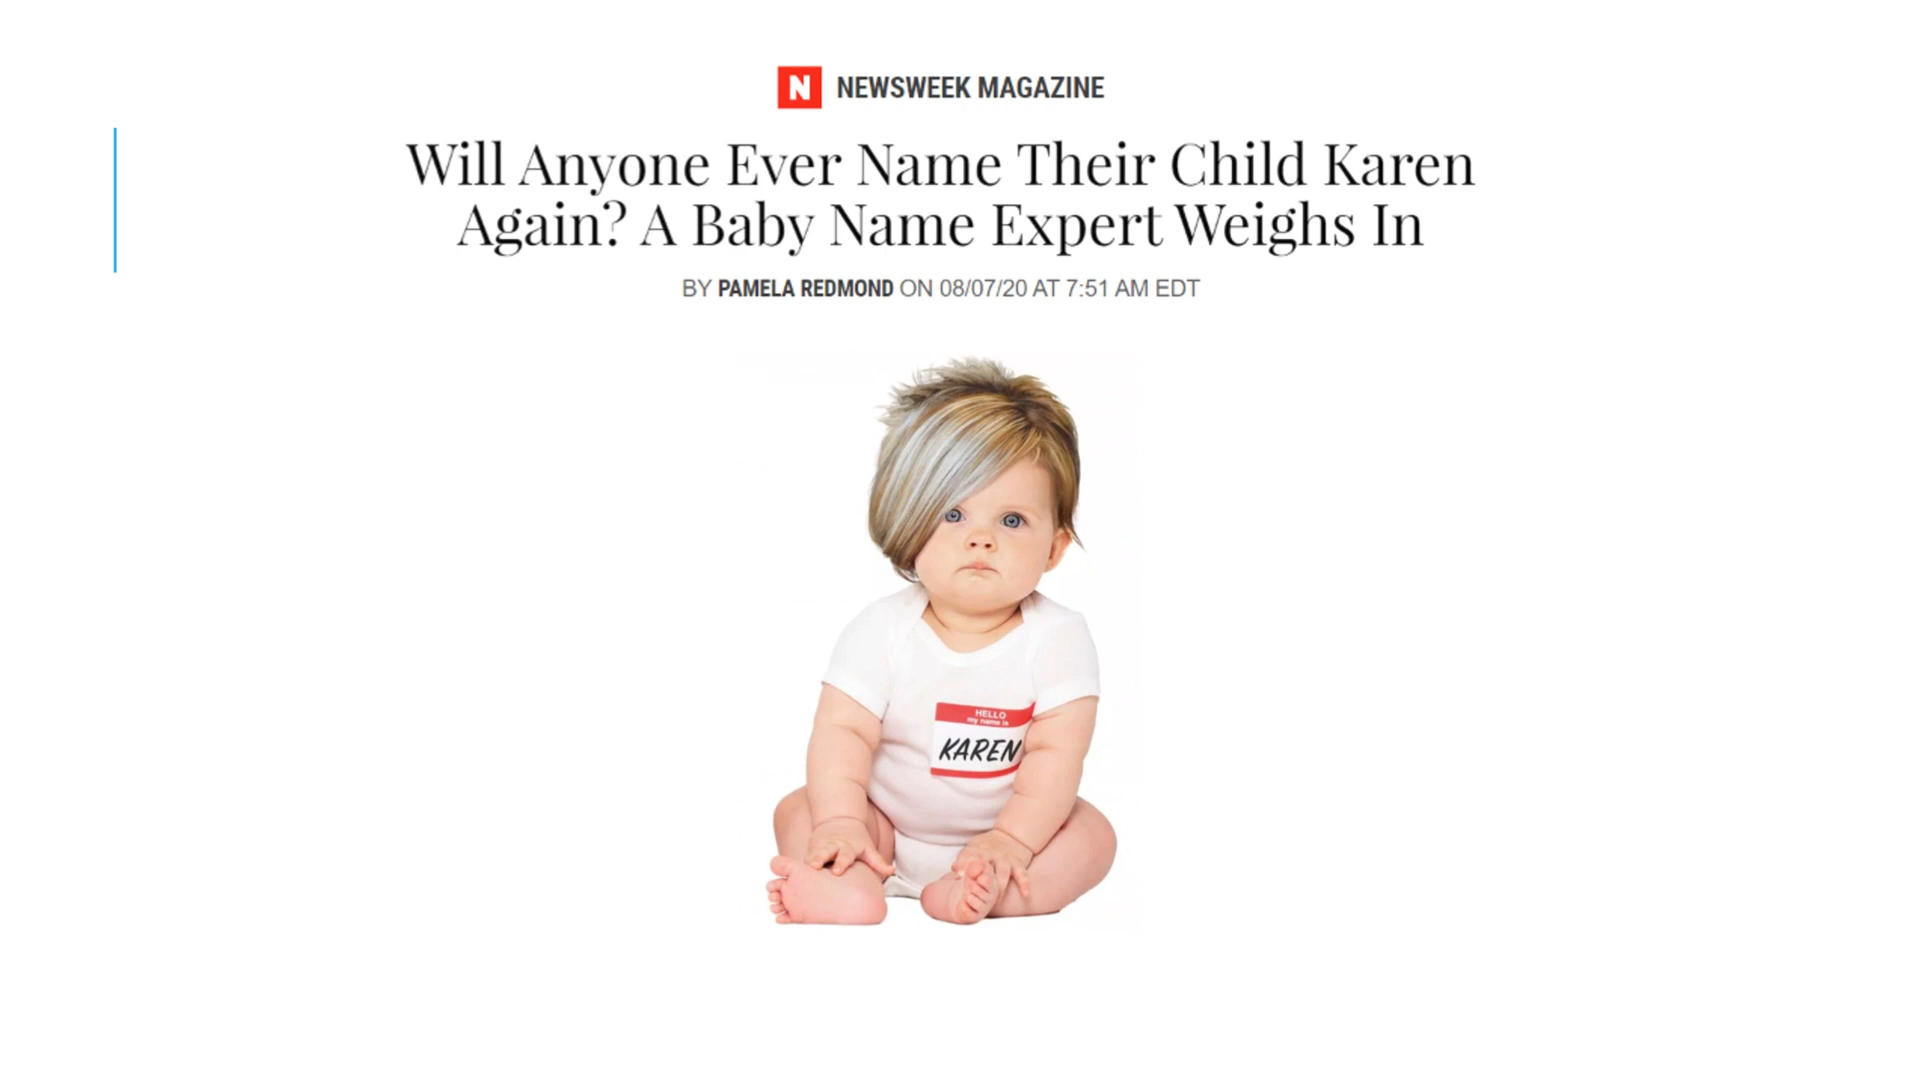 N NEWSWEEK MAGAZINE
Will Anyone Ever Name Their Child Karen
Again? A Baby Name Expert Weighs In
BY PAMELA REDMOND ON 08/07/20 AT 7:51 AM EDT
HELLO
my name is
KAREN